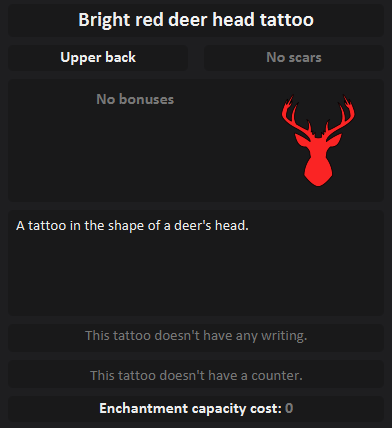 Bright red deer head tattoo
Upper back
No scars
No bonuses
A tattoo in the shape of a deer's head.
This tattoo doesn't have any writing.
This tattoo doesn't have a counter.
Enchantment capacity cost: 0